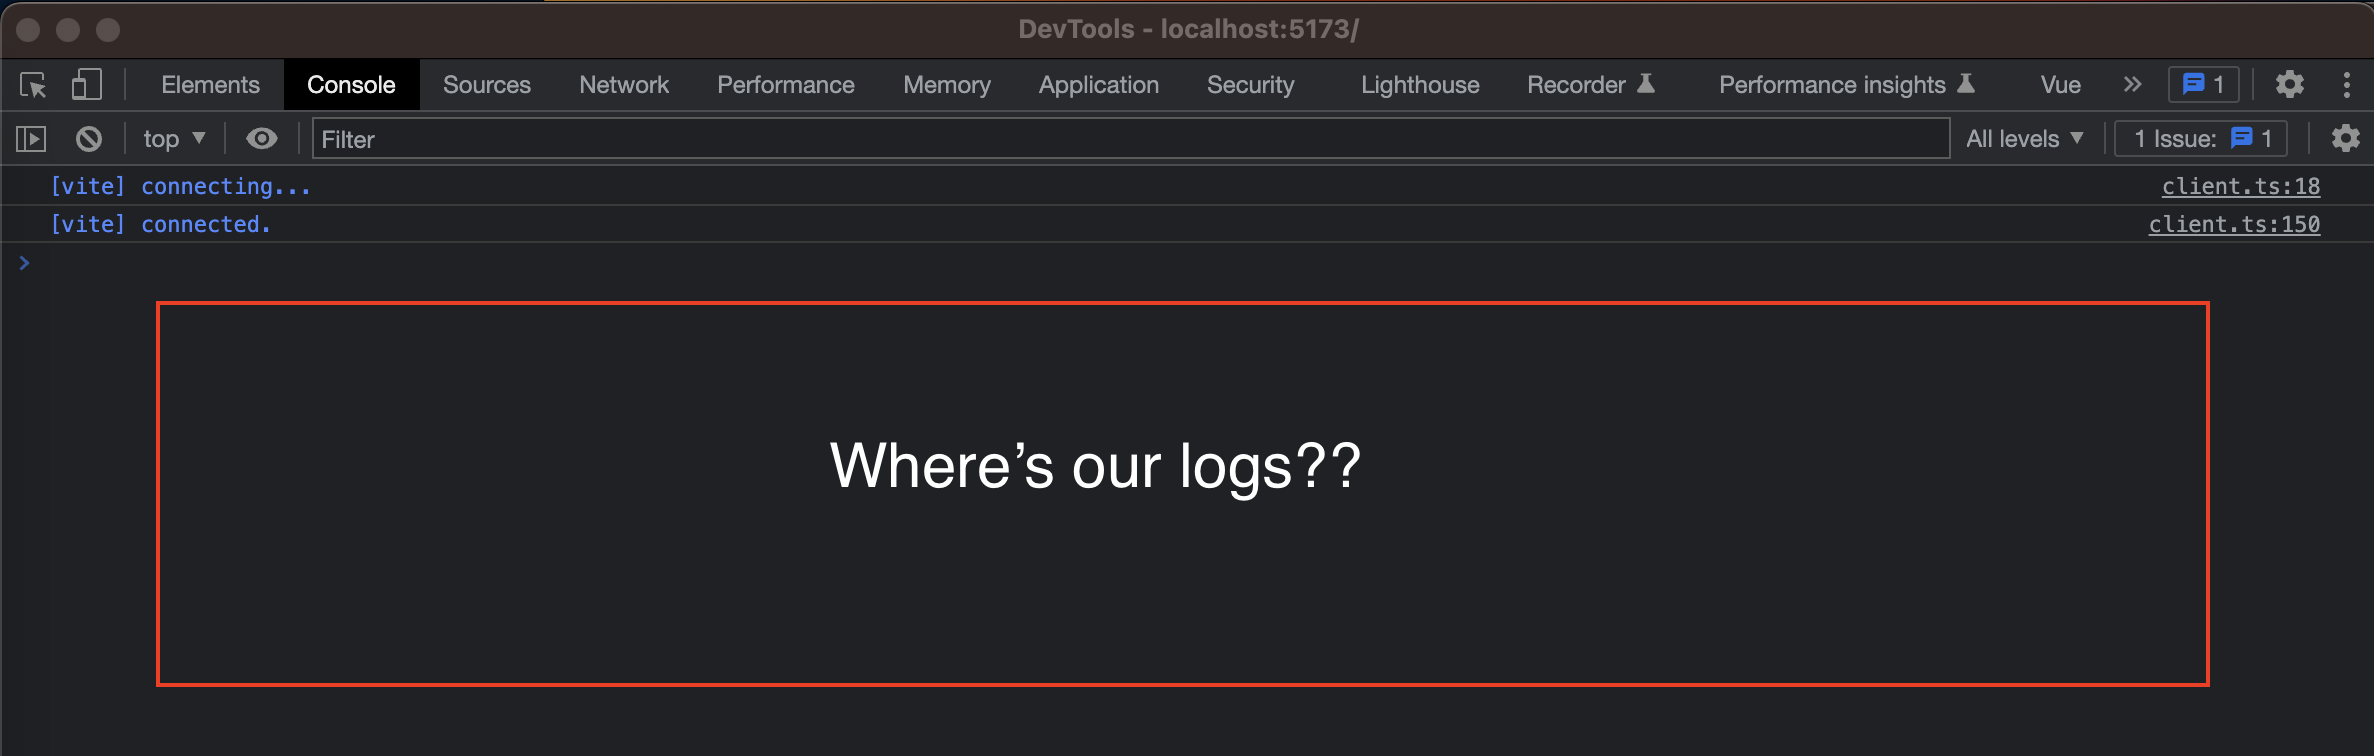 DevTools - localhost:5173/
Elements Console Sources Network Performance Memory Application Security Lighthouse Recorder Performance insights Vue » 1
top ▼ Filter All levels ▼ 1 Issue: 1
[vite] connecting... client.ts:18
[vite] connected. client.ts:150
>
Where’s our logs??